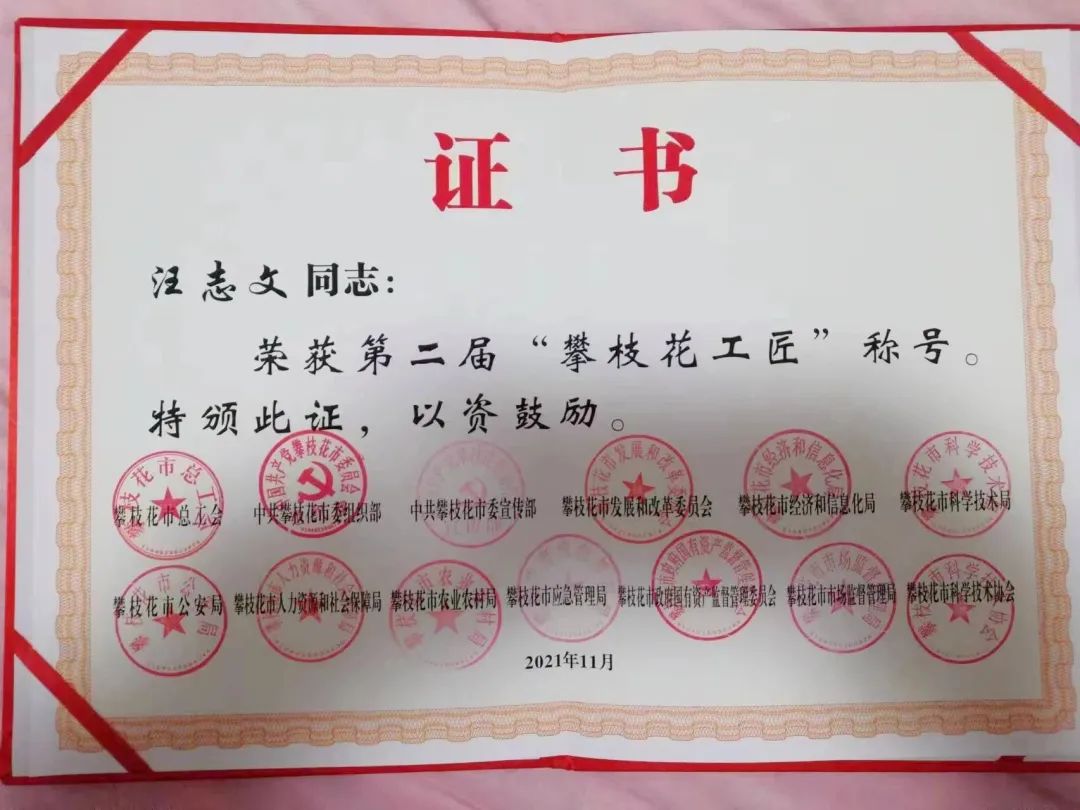 证书
汪志文同志：
荣获第二届“攀枝花工匠”称号。
特颁此证，以资鼓励。
攀枝花市总工会 中共攀枝花市委组织部 中共攀枝花市委宣传部 攀枝花市发展和改革委员会 攀枝花市经济和信息化局 攀枝花市科学技术局
攀枝花市公安局 攀枝花市人力资源和社会保障局 攀枝花市农业农村局 攀枝花市应急管理局 攀枝花市政府国有资产监督管理委员会 攀枝花市市场监督管理局 攀枝花市科学技术协会
2021年11月